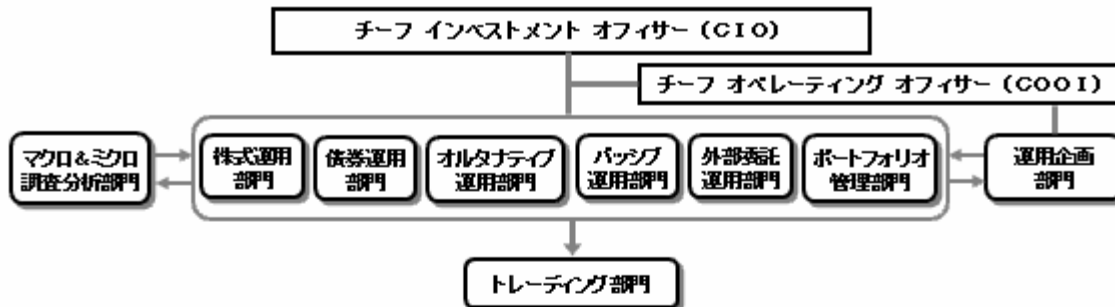 チーフ インベストメント オフィサー（CIO）
チーフ オペレーティング オフィサー（COOI）
マクロ&ミクロ
調査分析部門
株式運用
部門
債券運用
部門
オルタナティブ
運用部門
パッシブ
運用部門
外部委託
運用部門
ポートフォリオ
管理部門
運用企画
部門
トレーディング部門